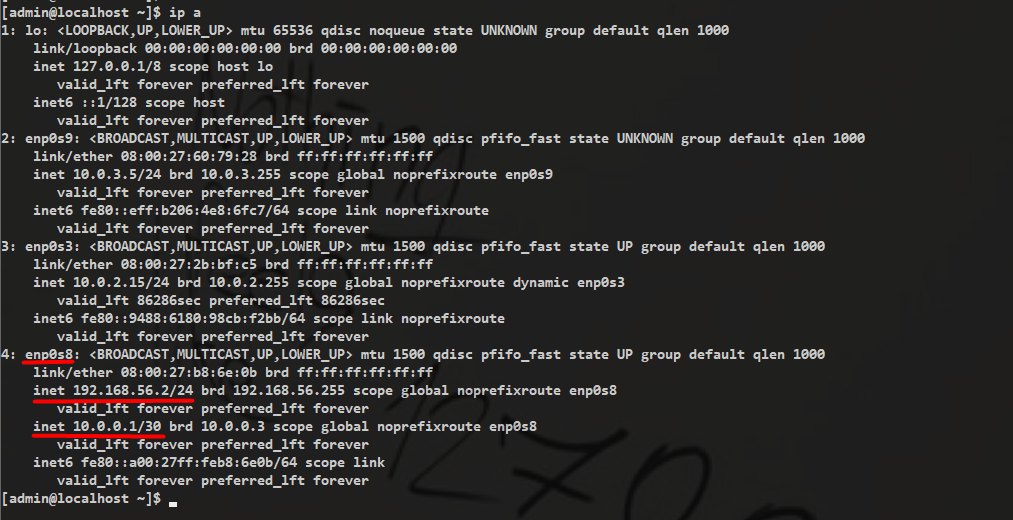 [admin@localhost ~]$ ip a
1: lo: <LOOPBACK,UP,LOWER_UP> mtu 65536 qdisc noqueue state UNKNOWN group default qlen 1000
    link/loopback 00:00:00:00:00:00 brd 00:00:00:00:00:00
    inet 127.0.0.1/8 scope host lo
       valid_lft forever preferred_lft forever
    inet6 ::1/128 scope host
       valid_lft forever preferred_lft forever
2: enp0s9: <BROADCAST,MULTICAST,UP,LOWER_UP> mtu 1500 qdisc pfifo_fast state UNKNOWN group default qlen 1000
    link/ether 08:00:27:60:79:28 brd ff:ff:ff:ff:ff:ff
    inet 10.0.3.5/24 brd 10.0.3.255 scope global noprefixroute enp0s9
       valid_lft forever preferred_lft forever
    inet6 fe80::eff:b206:4e8:6fc7/64 scope link noprefixroute
       valid_lft forever preferred_lft forever
3: enp0s3: <BROADCAST,MULTICAST,UP,LOWER_UP> mtu 1500 qdisc pfifo_fast state UP group default qlen 1000
    link/ether 08:00:27:2b:bf:c5 brd ff:ff:ff:ff:ff:ff
    inet 10.0.2.15/24 brd 10.0.2.255 scope global noprefixroute dynamic enp0s3
       valid_lft 86286sec preferred_lft 86286sec
    inet6 fe80::9488:6180:98cb:f2bb/64 scope link noprefixroute
       valid_lft forever preferred_lft forever
4: enp0s8: <BROADCAST,MULTICAST,UP,LOWER_UP> mtu 1500 qdisc pfifo_fast state UP group default qlen 1000
    link/ether 08:00:27:b8:6e:0b brd ff:ff:ff:ff:ff:ff
    inet 192.168.56.2/24 brd 192.168.56.255 scope global noprefixroute enp0s8
       valid_lft forever preferred_lft forever
    inet 10.0.0.1/30 brd 10.0.0.3 scope global noprefixroute enp0s8
       valid_lft forever preferred_lft forever
    inet6 fe80::a00:27ff:feb8:6e0b/64 scope link
       valid_lft forever preferred_lft forever
[admin@localhost ~]$